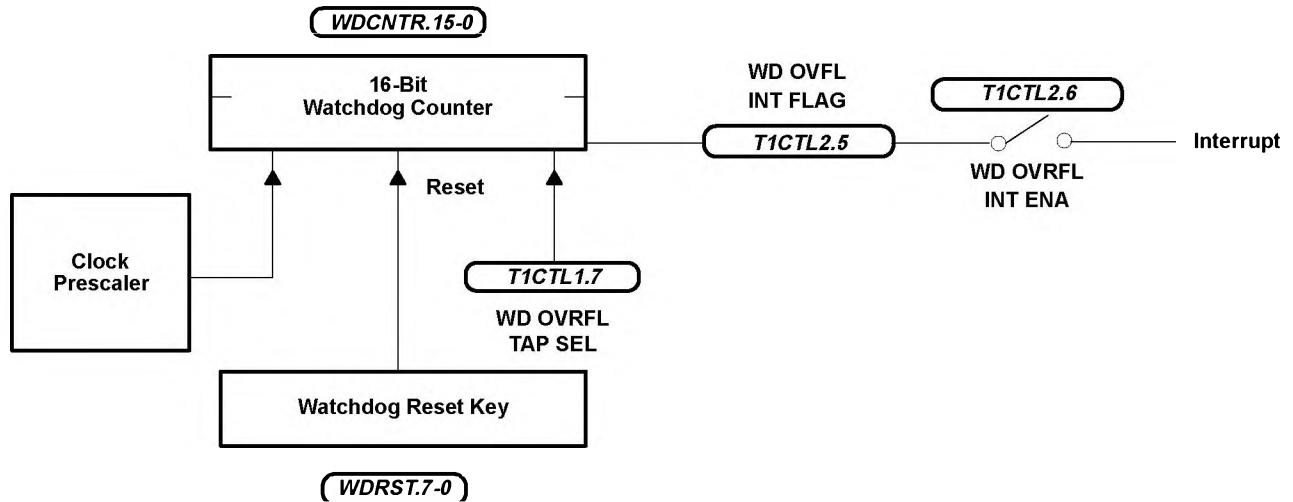 WDCNTR.15-0
16-Bit
Watchdog Counter
WD OVFL
INT FLAG
T1CTL2.6
T1CTL2.5
Interrupt
WD OVRFL
INT ENA
Reset
Clock
Prescaler
T1CTL1.7
WD OVRFL
TAP SEL
Watchdog Reset Key
WDRST.7-0